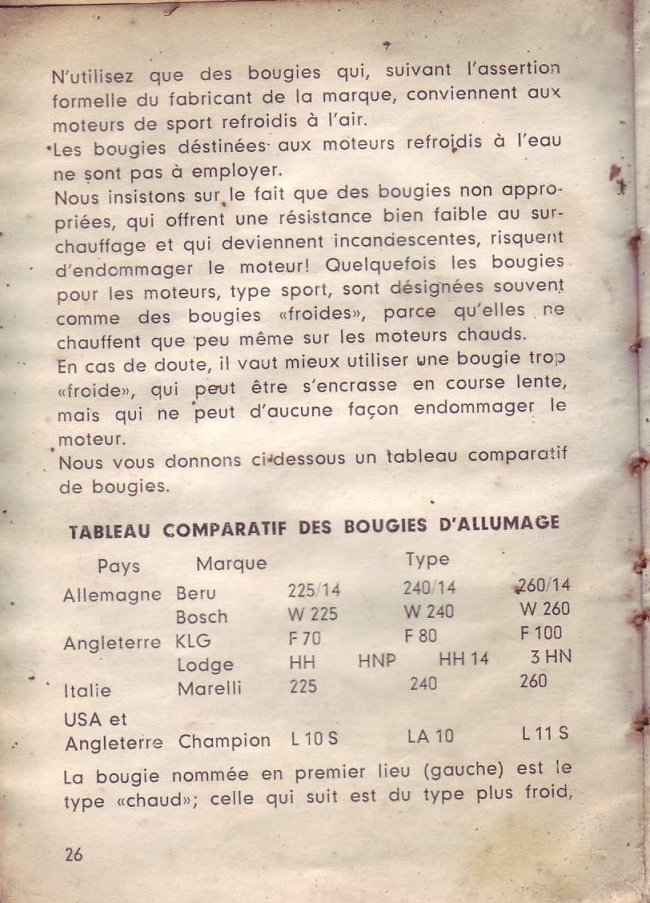 N'utilisez que des bougies qui, suivant l'assertion
formelle du fabricant de la marque, conviennent aux
moteurs de sport refroidis à l'air.
Les bougies déstinées aux moteurs refroidis à l'eau
ne sont pas à employer.
Nous insistons sur le fait que des bougies non appro-
priées, qui offrent une résistance bien faible au sur-
chauffage et qui deviennent incandescentes, risquent
d'endommager le moteur! Quelquefois les bougies
pour les moteurs, type sport, sont désignées souvent
comme des bougies «froides», parce qu'elles ne
chauffent que peu même sur les moteurs chauds.
En cas de doute, il vaut mieux utiliser une bougie trop
«froide», qui peut être s'encrasse en course lente,
mais qui ne peut d'aucune façon endommager le
moteur.
Nous vous donnons ci-dessous un tableau comparatif
de bougies.
TABLEAU COMPARATIF DES BOUGIES D'ALLUMAGE
Pays Marque Type
Allemagne Beru 225/14 240/14 260/14
Bosch W 225 W 240 W 260
Angleterre KLG F 70 F 80 F 100
Lodge HH HNP HH 14 3 HN
Italie Marelli 225 240 260
USA et
Angleterre Champion L 10 S LA 10 L 11 S
La bougie nommée en premier lieu (gauche) est le
type «chaud»; celle qui suit est du type plus froid,
26